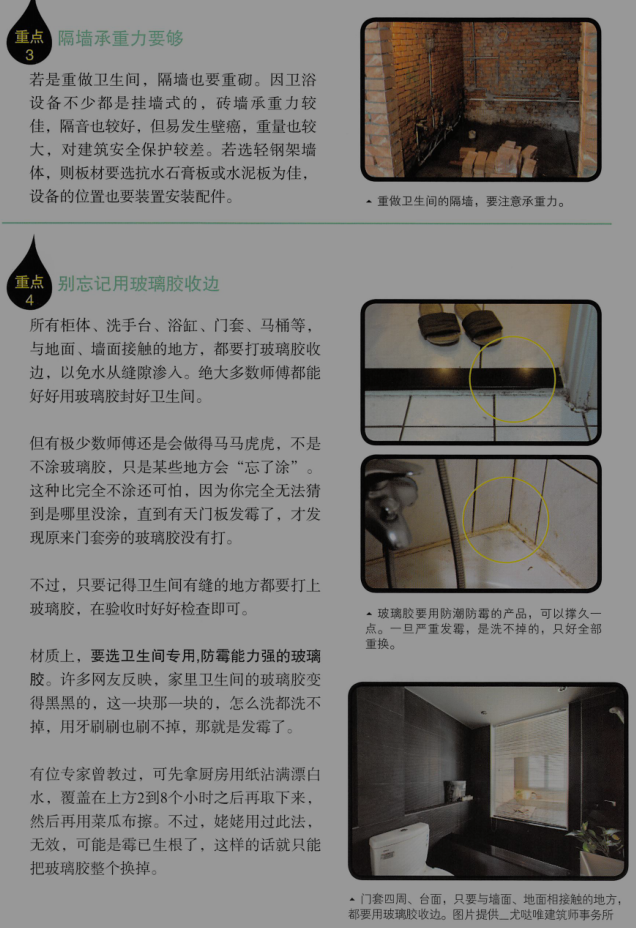 重点
3
隔墙承重力要够
若是重做卫生间，隔墙也要重砌。因卫浴
设备不少都是挂墙式的，砖墙承重力较
佳，隔音也较好，但易发生壁癌，重量也较
大，对建筑安全保护较差。若选轻钢架墙
体，则板材要选抗水石膏板或水泥板为佳，
设备的位置也要装置安装配件。
重做卫生间的隔墙，要注意承重力。
重点
4
别忘记用玻璃胶收边
所有柜体、洗手台、浴缸、门套、马桶等，
与地面、墙面接触的地方，都要打玻璃胶收
边，以免水从缝隙渗入。绝大多数师傅都能
好好用玻璃胶封好卫生间。
但有极少数师傅还是会做得马马虎虎，不是
不涂玻璃胶，只是某些地方会“忘了涂”。
这种比完全不涂还可怕，因为你完全无法猜
到是哪里没涂，直到有天门板发霉了，才发
现原来门套旁的玻璃胶没有打。
不过，只要记得卫生间有缝的地方都要打上
玻璃胶，在验收时好好检查即可。
材质上，要选卫生间专用,防霉能力强的玻璃
胶。许多网友反映，家里卫生间的玻璃胶变
得黑黑的，这一块那一块的，怎么洗都洗不
掉，用牙刷刷也刷不掉，那就是发霉了。
有位专家曾教过，可先拿厨房用纸沾满漂白
水，覆盖在上方2到8个小时之后再取下来，
然后再用菜瓜布擦。不过，姥姥用过此法，
无效，可能是霉已生根了，这样的话就只能
把玻璃胶整个换掉。
玻璃胶要用防潮防霉的产品，可以撑久一
点。一旦严重发霉，是洗不掉的，只好全部
重换。
门套四周、台面，只要与墙面、地面相接触的地方，
都要用玻璃胶收边。图片提供__尤哒唯建筑师事务所